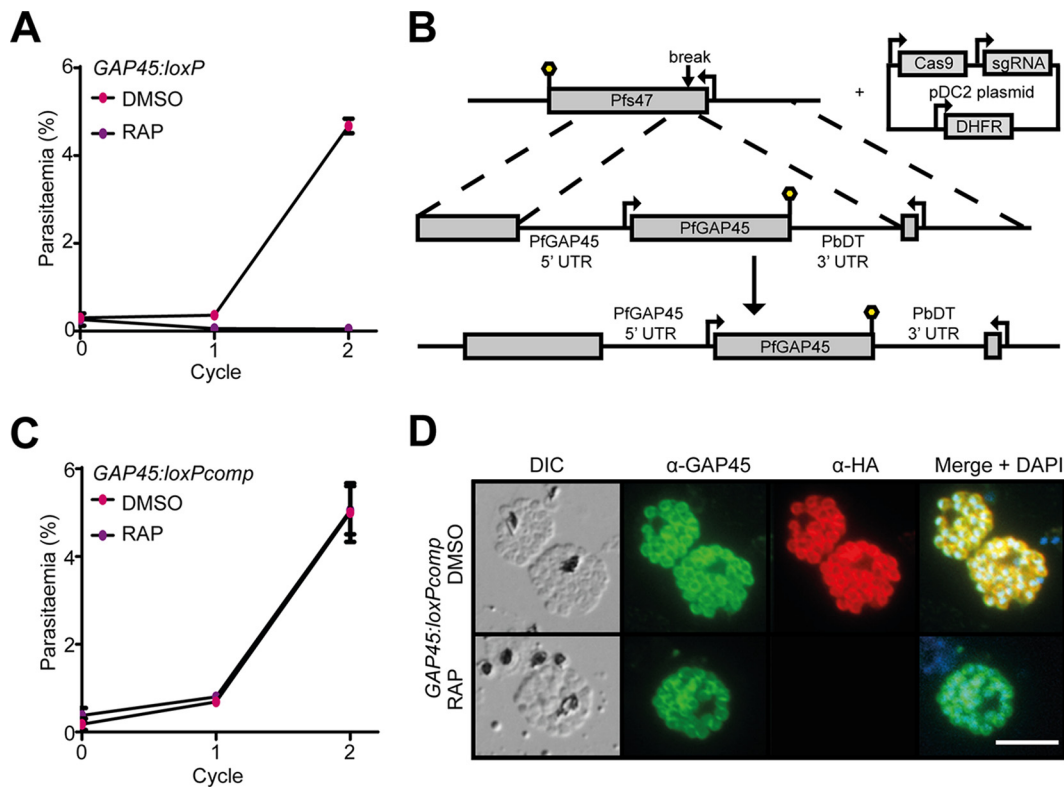 A
GAP45:loxP
DMSO
RAP
Parasitaemia (%)
6
4
2
0
0 1 2
Cycle
B
break
Pfs47
+
Cas9 sgRNA
pDC2 plasmid
DHFR
PfGAP45
PfGAP45
5' UTR
PbDT
3' UTR
PfGAP45
5' UTR
PbDT
3' UTR
PfGAP45
C
GAP45:loxPcomp
DMSO
RAP
Parasitaemia (%)
6
4
2
0
0 1 2
Cycle
D
DIC α-GAP45 α-HA Merge + DAPI
GAP45:loxPcomp
DMSO
RAP